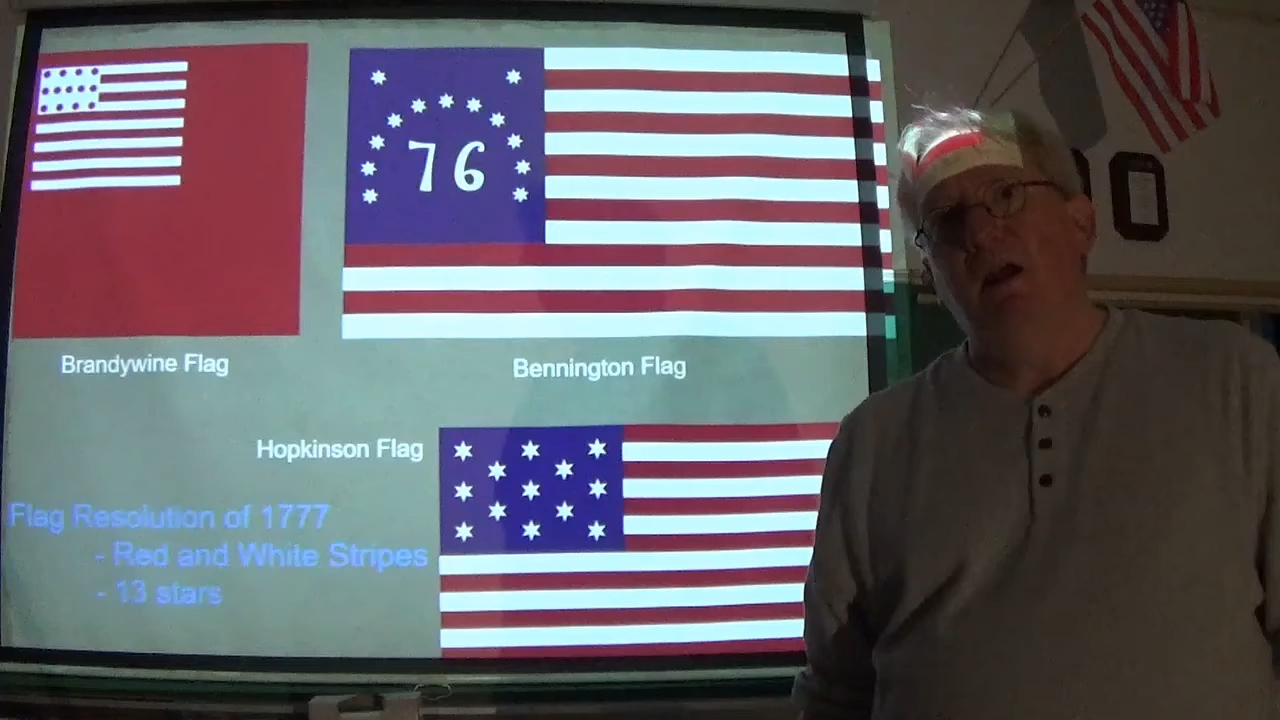 76
Brandywine Flag
Bennington Flag
Hopkinson Flag
Flag Resolution of 1777
- Red and White Stripes
- 13 stars